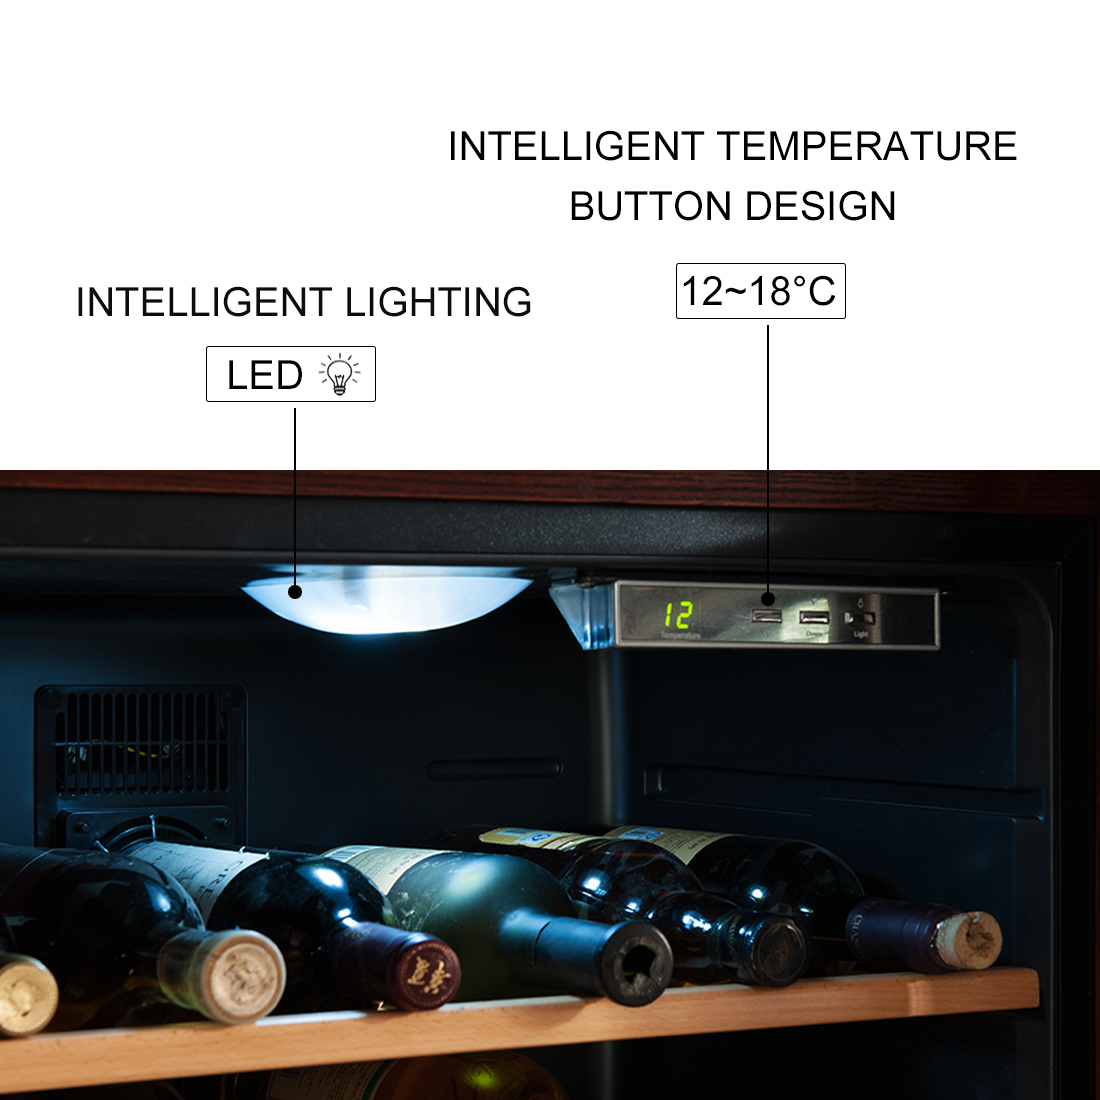 INTELLIGENT TEMPERATURE
BUTTON DESIGN
12~18°C
INTELLIGENT LIGHTING
LED
12
Temperature
Down
Light